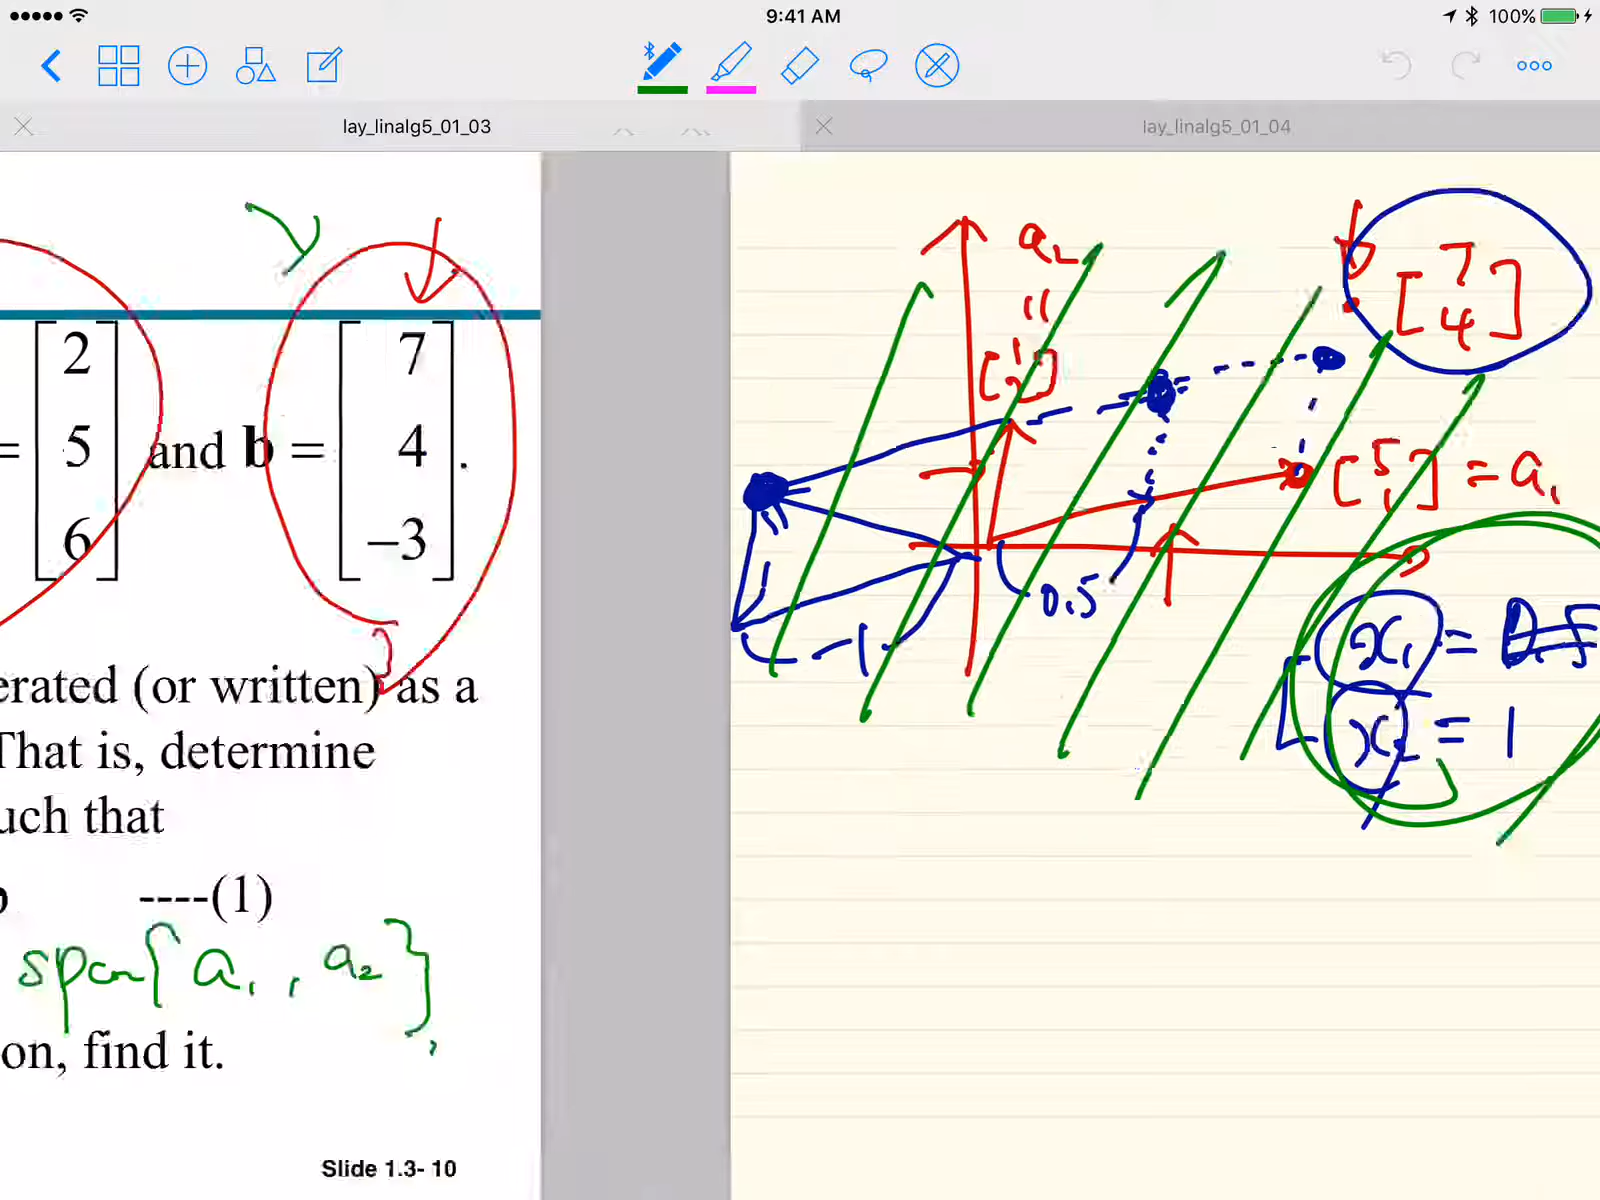 9:41 AM
100%
lay_linalg5_01_03
lay_linalg5_01_04
= [2 5 6] and b = [7 4 −3].
erated (or written) as a
That is, determine
uch that
----(1)
span{a₁, a₂}
on, find it.
Slide 1.3- 10
a₂
=
[1 2]
b
[7 4]
[5 1] = a₁
0.5
-1
x₁ =
x₂ = 1